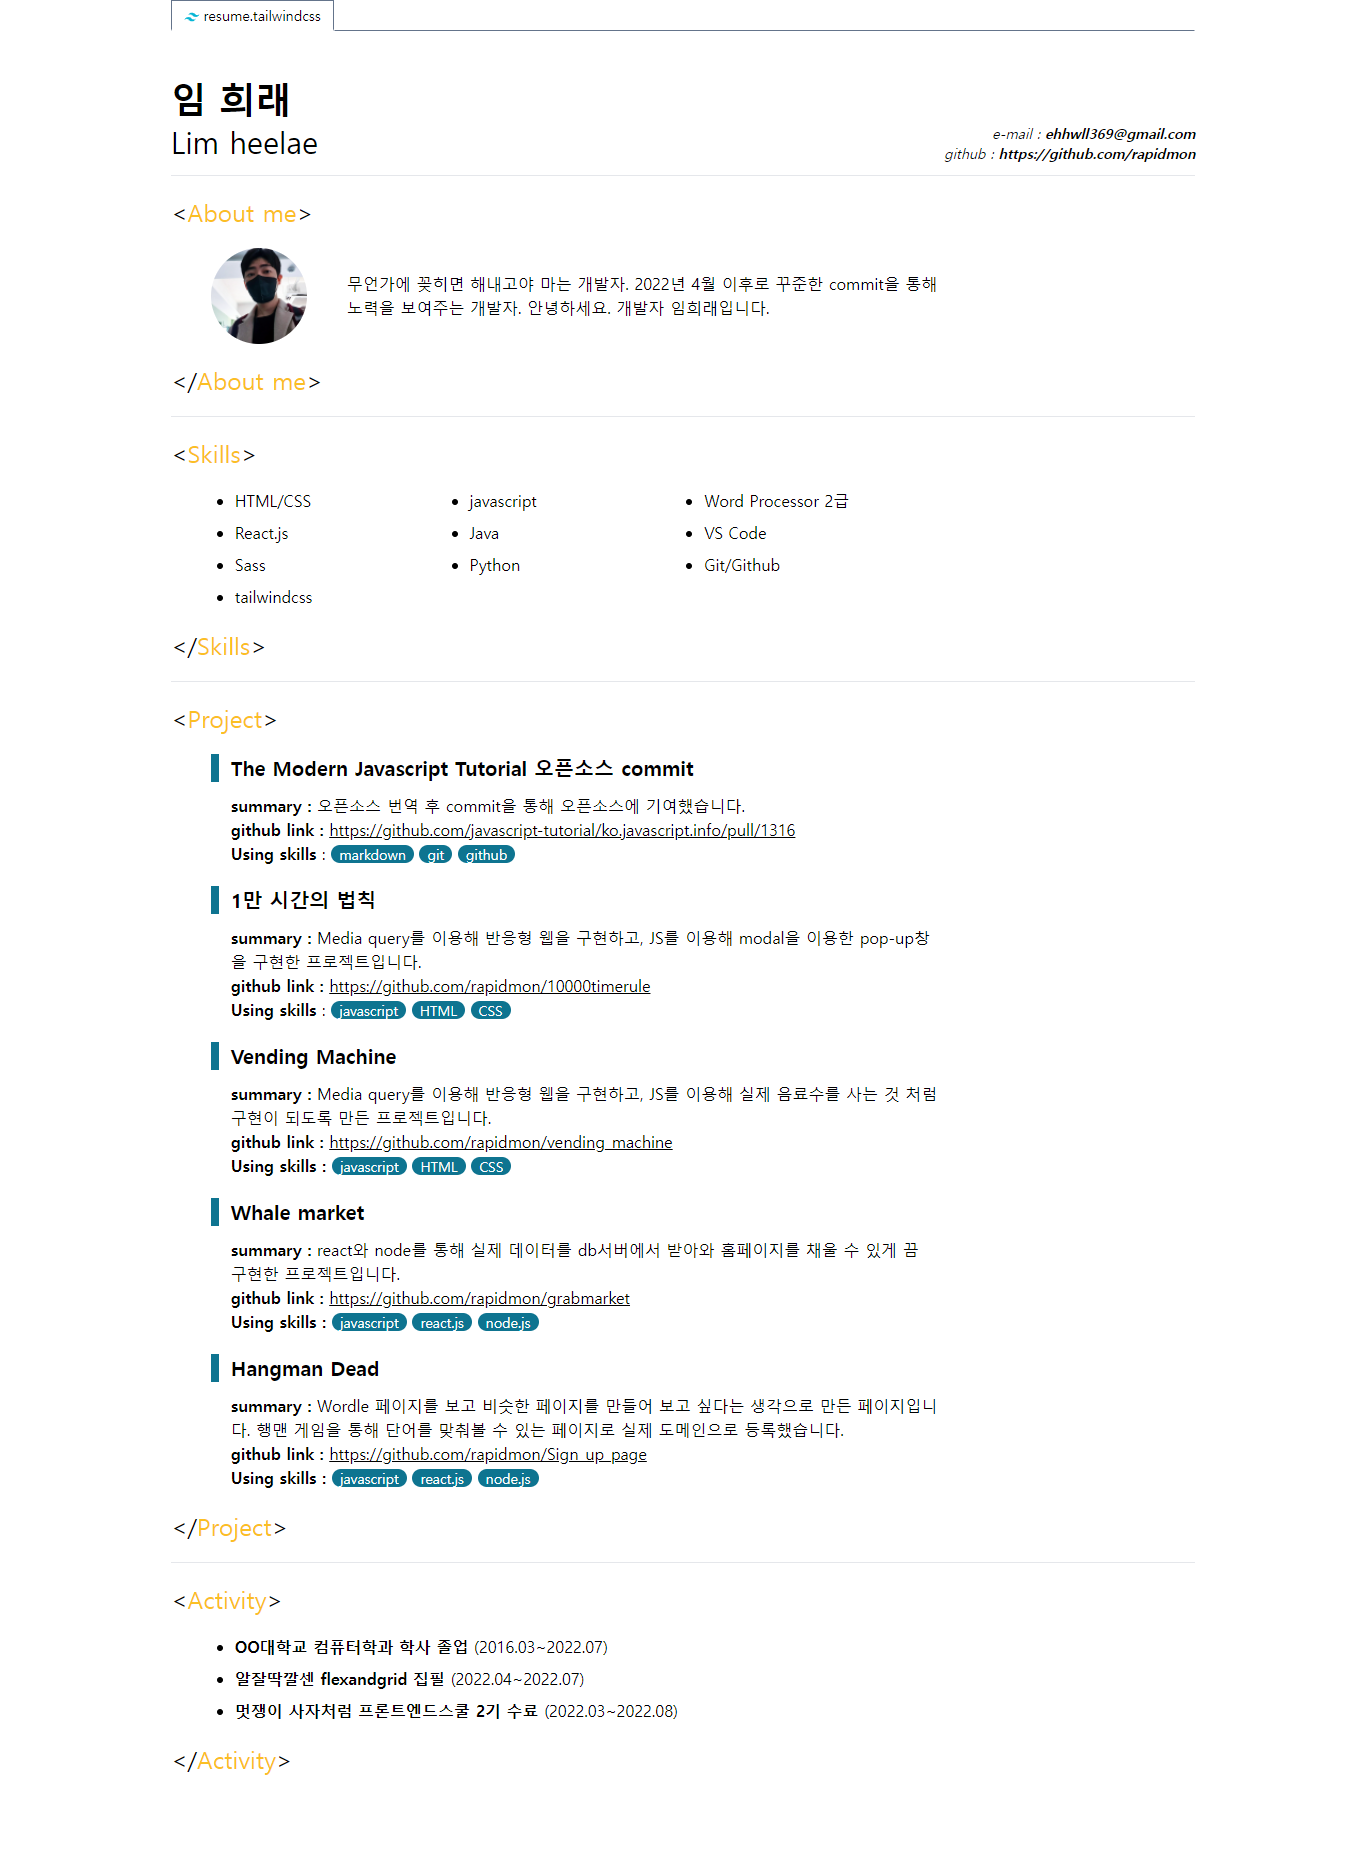 resume.tailwindcss
임 희래
Lim heelae
e-mail : ehhwll369@gmail.com
github : https://github.com/rapidmon
<About me>
무언가에 꽂히면 해내고야 마는 개발자. 2022년 4월 이후로 꾸준한 commit을 통해
노력을 보여주는 개발자. 안녕하세요. 개발자 임희래입니다.
</About me>
<Skills>
HTML/CSS
React.js
Sass
tailwindcss
javascript
Java
Python
Word Processor 2급
VS Code
Git/Github
</Skills>
<Project>
The Modern Javascript Tutorial 오픈소스 commit
summary : 오픈소스 번역 후 commit을 통해 오픈소스에 기여했습니다.
github link : https://github.com/javascript-tutorial/ko.javascript.info/pull/1316
Using skills : markdown git github
1만 시간의 법칙
summary : Media query를 이용해 반응형 웹을 구현하고, JS를 이용해 modal을 이용한 pop-up창
을 구현한 프로젝트입니다.
github link : https://github.com/rapidmon/10000timerule
Using skills : javascript HTML CSS
Vending Machine
summary : Media query를 이용해 반응형 웹을 구현하고, JS를 이용해 실제 음료수를 사는 것 처럼
구현이 되도록 만든 프로젝트입니다.
github link : https://github.com/rapidmon/vending_machine
Using skills : javascript HTML CSS
Whale market
summary : react와 node를 통해 실제 데이터를 db서버에서 받아와 홈페이지를 채울 수 있게 끔
구현한 프로젝트입니다.
github link : https://github.com/rapidmon/grabmarket
Using skills : javascript react.js node.js
Hangman Dead
summary : Wordle 페이지를 보고 비슷한 페이지를 만들어 보고 싶다는 생각으로 만든 페이지입니
다. 행맨 게임을 통해 단어를 맞춰볼 수 있는 페이지로 실제 도메인으로 등록했습니다.
github link : https://github.com/rapidmon/Sign_up_page
Using skills : javascript react.js node.js
</Project>
<Activity>
OO대학교 컴퓨터학과 학사 졸업 (2016.03~2022.07)
알잘딱깔센 flexandgrid 집필 (2022.04~2022.07)
멋쟁이 사자처럼 프론트엔드스쿨 2기 수료 (2022.03~2022.08)
</Activity>